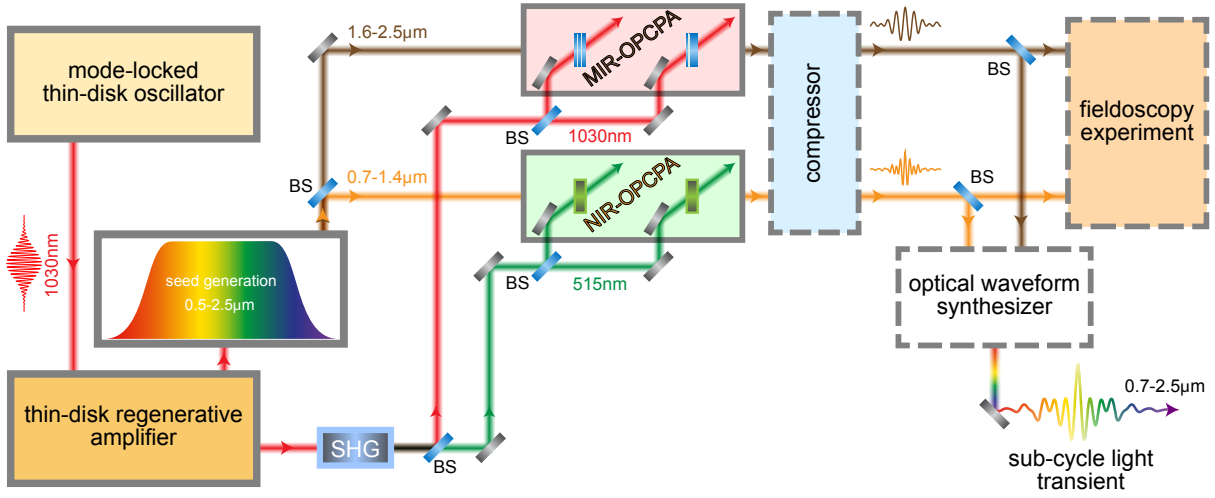 mode-locked
thin-disk oscillator
1030nm
seed generation
0.5-2.5µm
thin-disk regenerative
amplifier
SHG
BS
BS
1.6-2.5µm
0.7-1.4µm
MIR-OPCPA
BS
1030nm
NIR-OPCPA
BS
515nm
compressor
BS
BS
fieldoscopy
experiment
optical waveform
synthesizer
0.7-2.5µm
sub-cycle light
transient